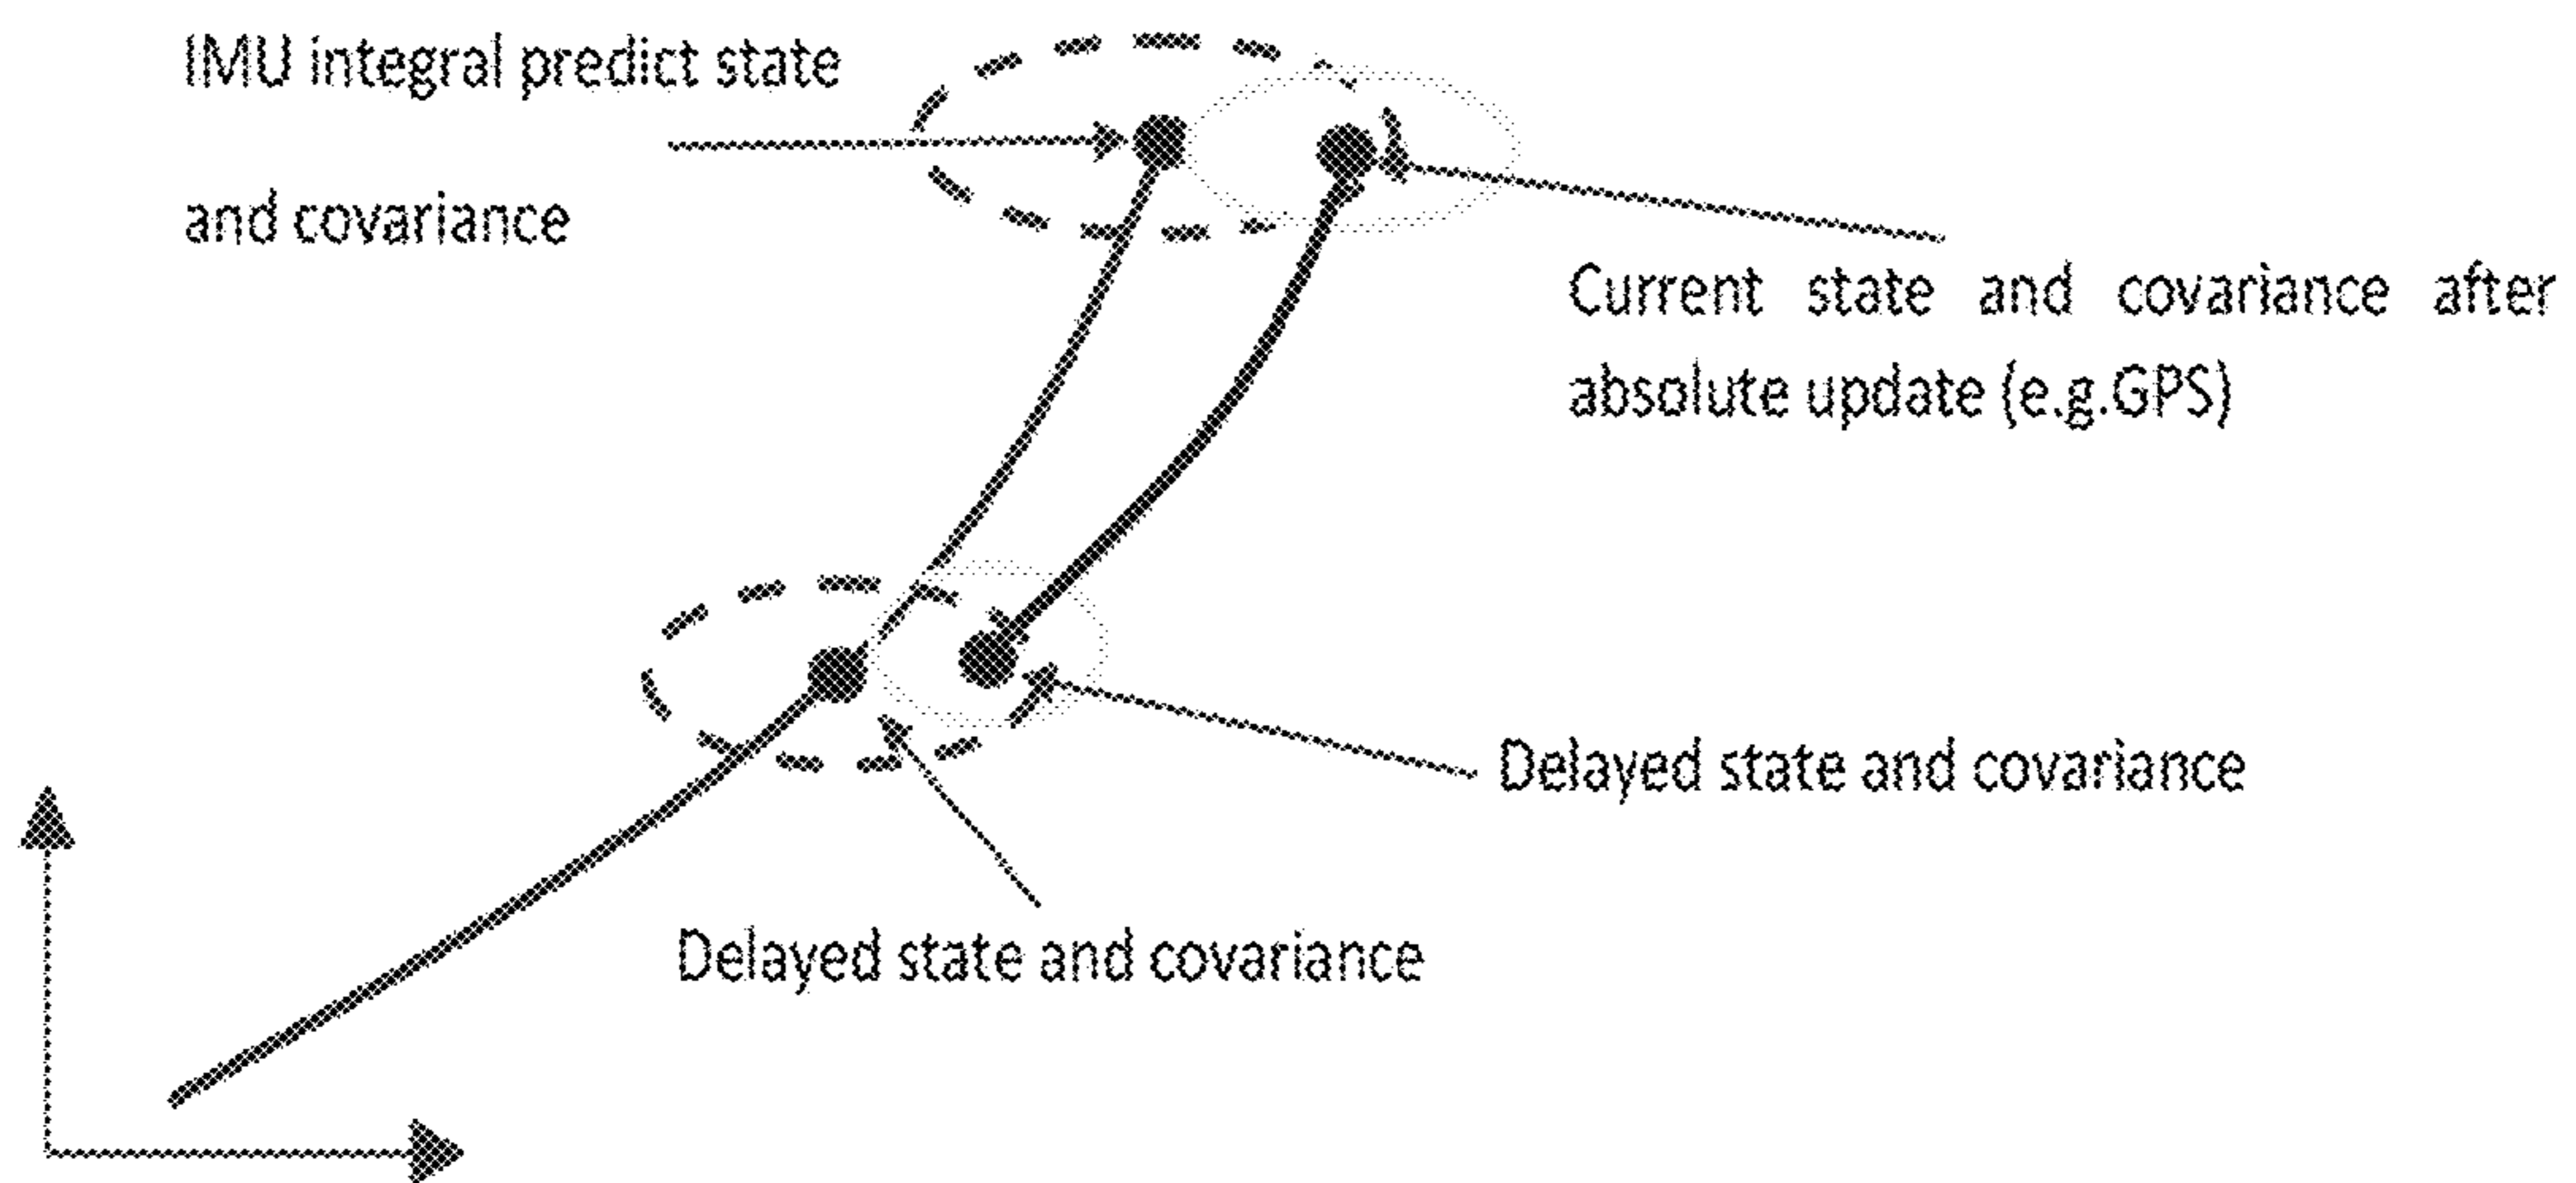 IMU integral predict state
and covariance
Current state and covariance after
absolute update (e.g.GPS)
Delayed state and covariance
Delayed state and covariance